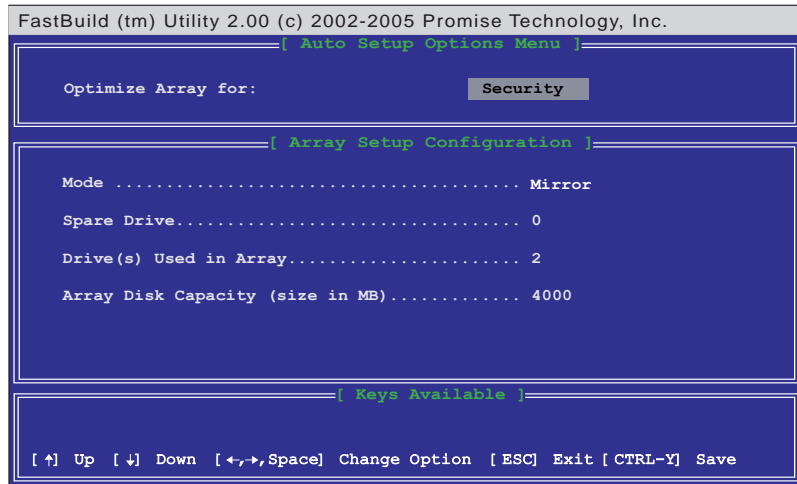 FastBuild (tm) Utility 2.00 (c) 2002-2005 Promise Technology, Inc.
[ Auto Setup Options Menu ]
Optimize Array for: Security
[ Array Setup Configuration ]
Mode ....................................... Mirror
Spare Drive................................. 0
Drive(s) Used in Array...................... 2
Array Disk Capacity (size in MB)............. 4000
[ Keys Available ]
[↑] Up [↓] Down [←,→,Space] Change Option [ESC] Exit [CTRL-Y] Save